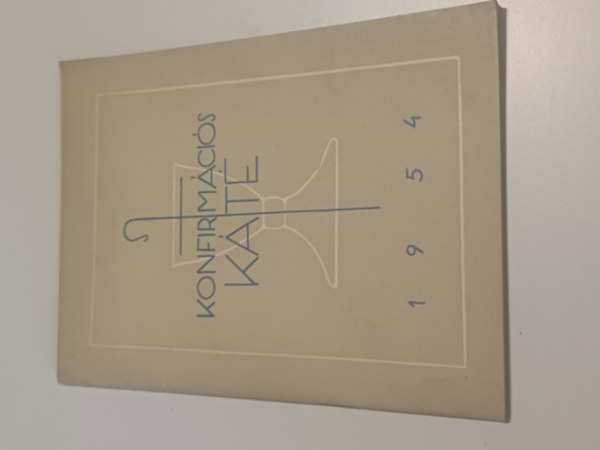 KONFIRMÁCIÓS
KÁTÉ
1954